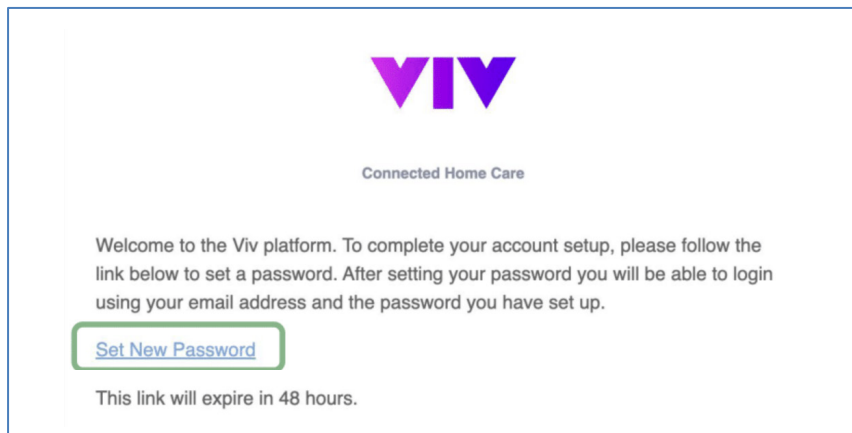 VIV
Connected Home Care
Welcome to the Viv platform. To complete your account setup, please follow the
link below to set a password. After setting your password you will be able to login
using your email address and the password you have set up.
Set New Password
This link will expire in 48 hours.